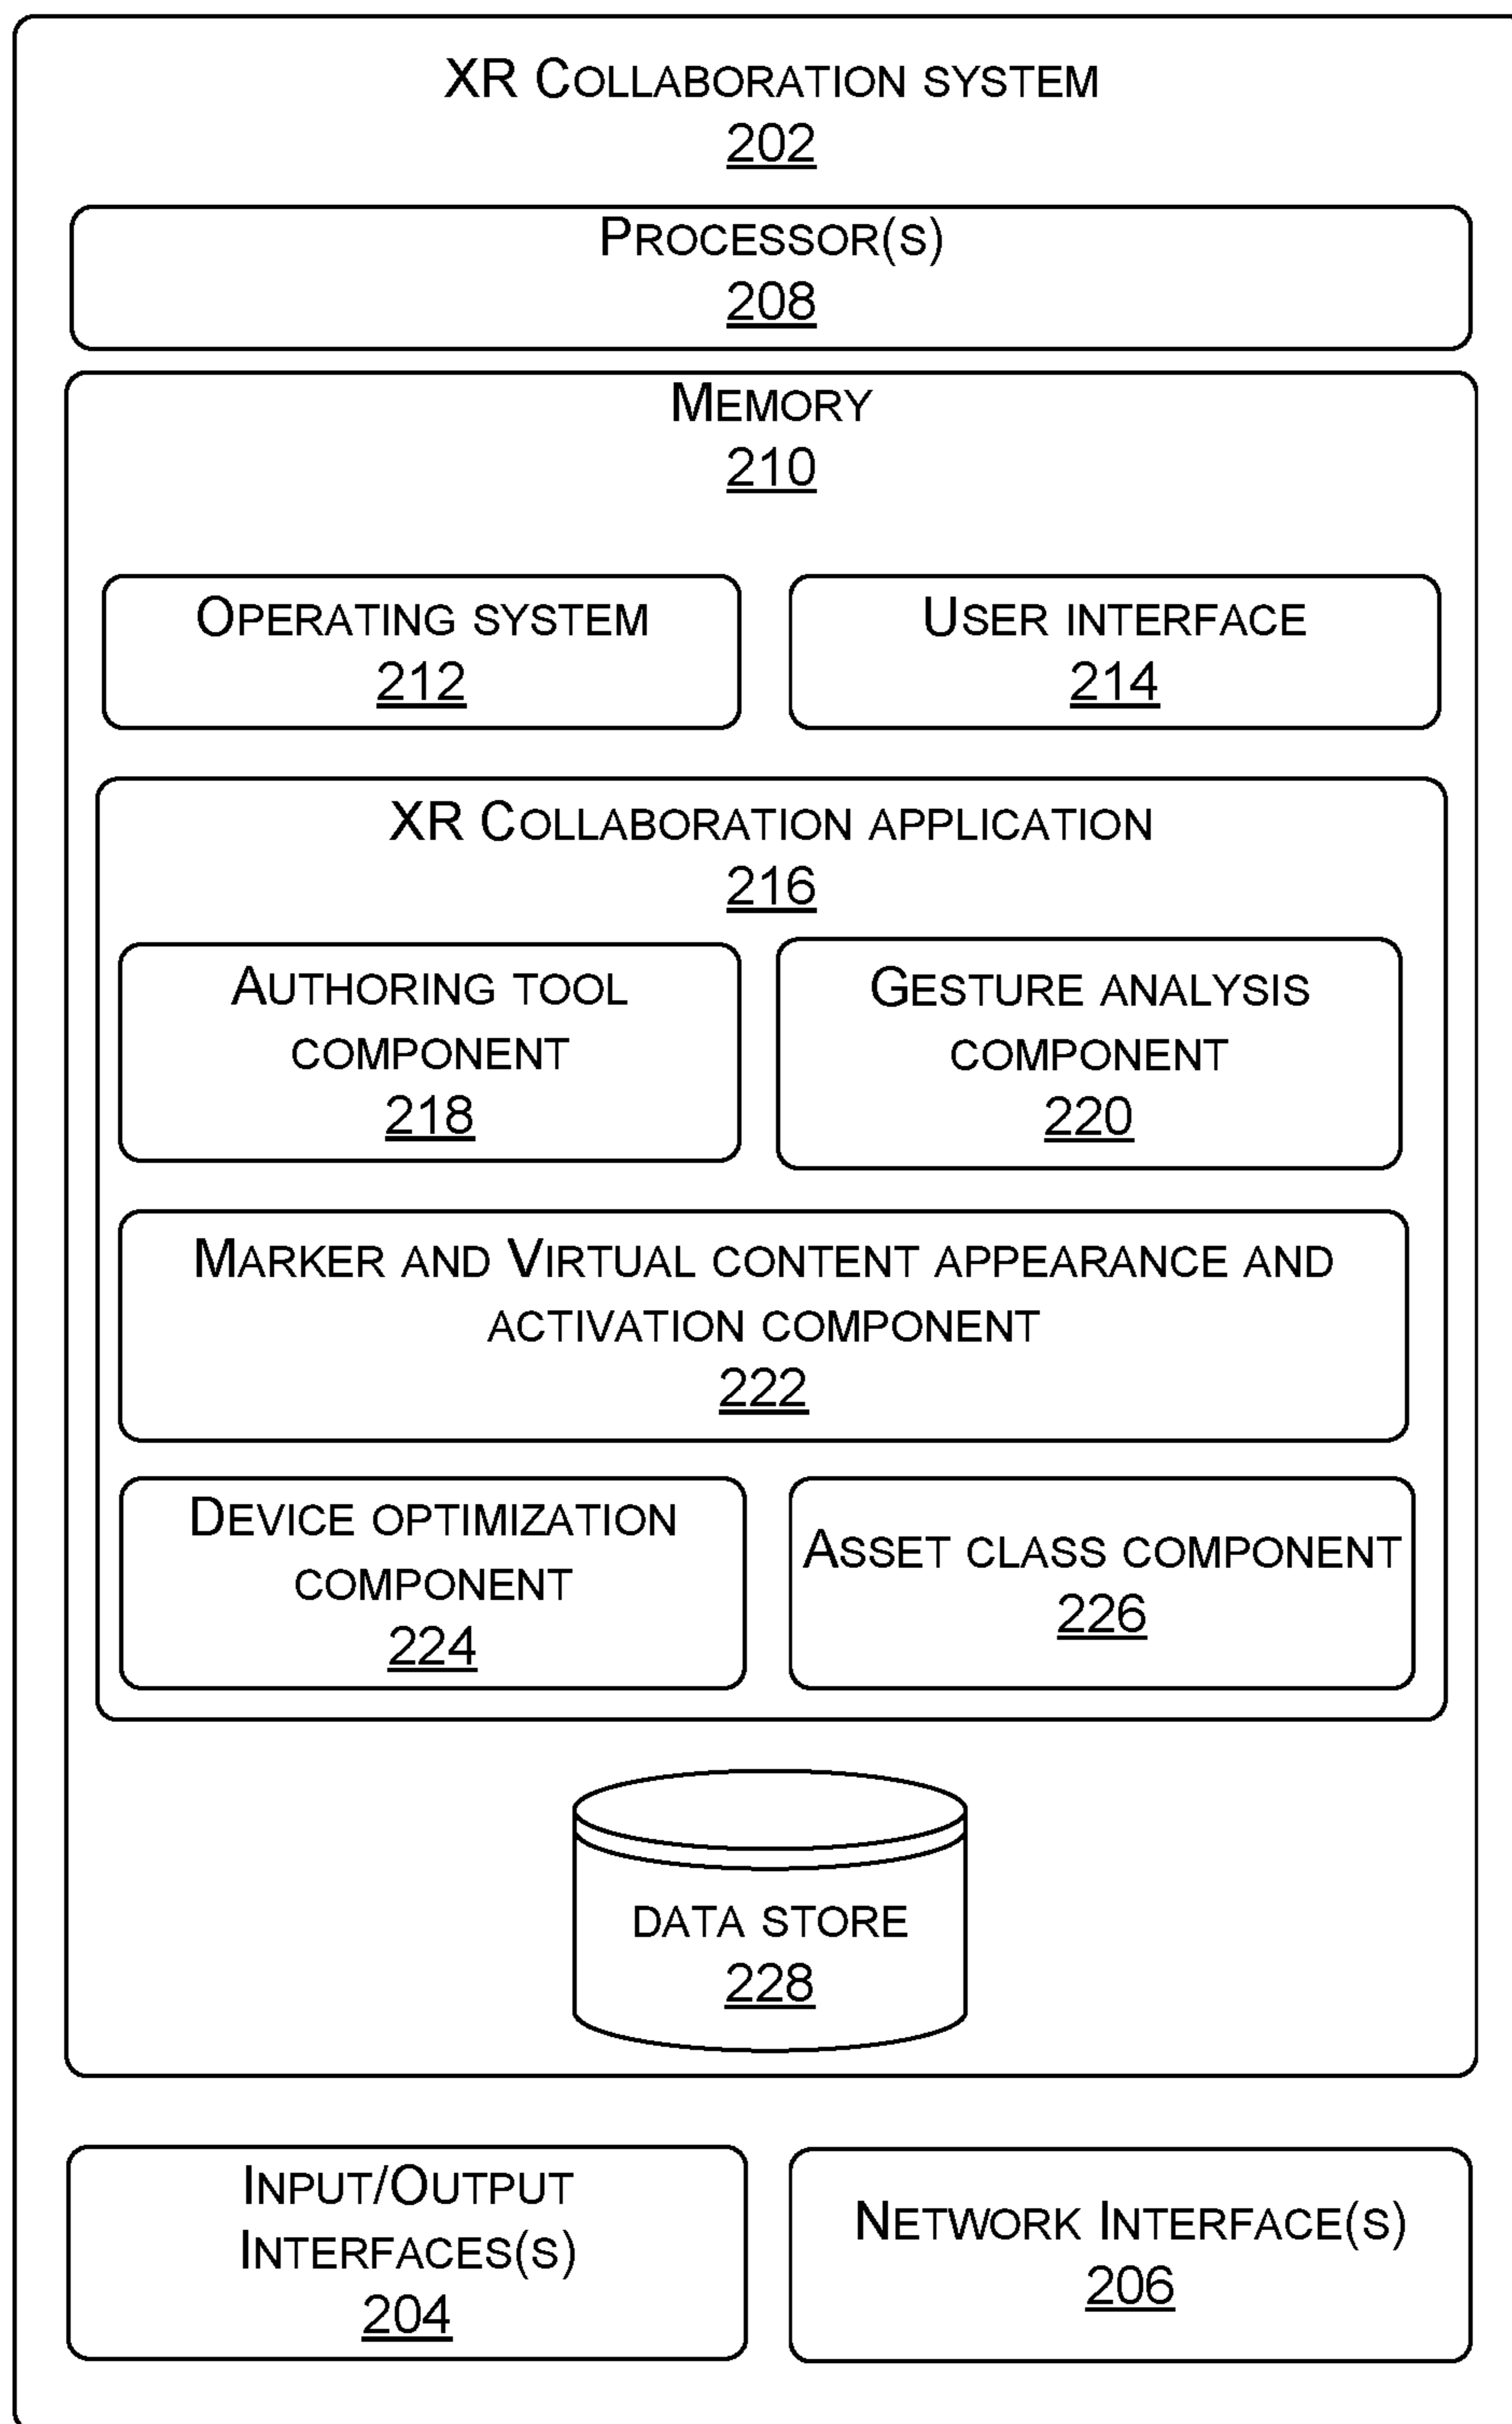 XR Collaboration system
202
Processor(s)
208
Memory
210
Operating system
212
User interface
214
XR Collaboration application
216
Authoring tool
component
218
Gesture analysis
component
220
Marker and Virtual content appearance and
activation component
222
Device optimization
component
224
Asset class component
226
data store
228
Input/Output
Interfaces(s)
204
Network Interface(s)
206